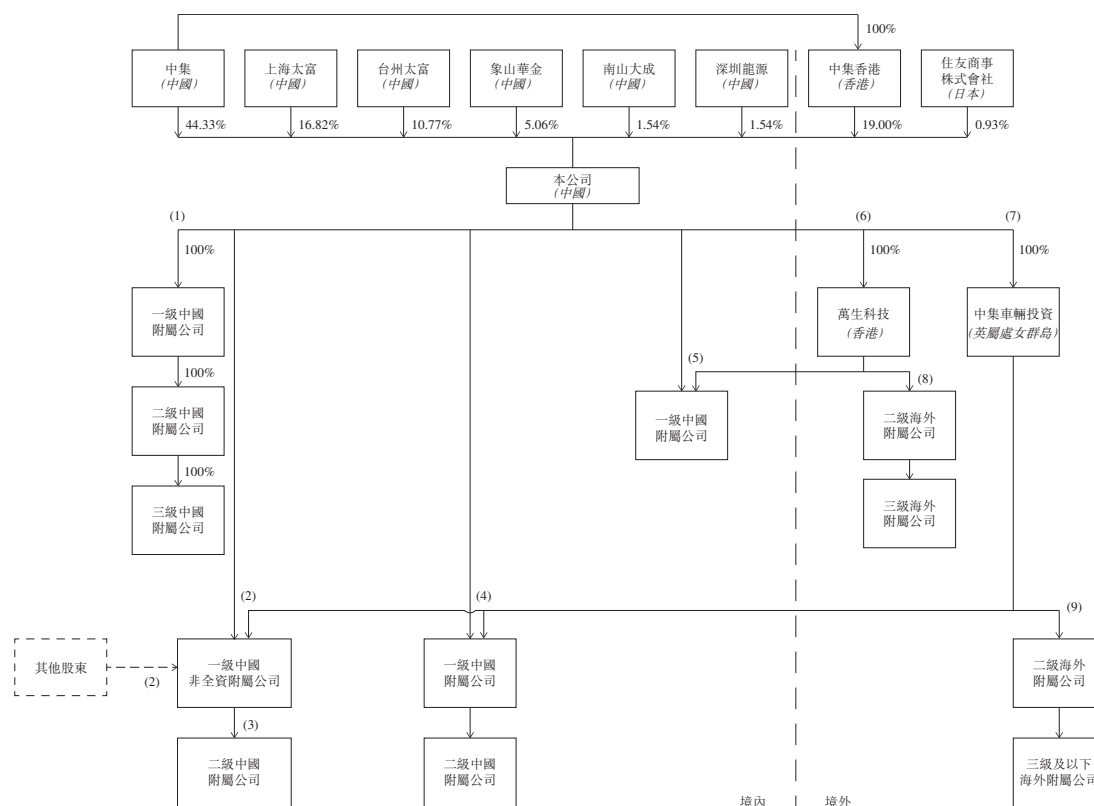 100%
中集
(中國)
上海太富
(中國)
台州太富
(中國)
象山華金
(中國)
南山大成
(中國)
深圳龍源
(中國)
中集香港
(香港)
住友商事
株式會社
(日本)
44.33%
16.82%
10.77%
5.06%
1.54%
1.54%
19.00%
0.93%
本公司
(中國)
(1)
(6)
(7)
100%
100%
100%
一級中國
附屬公司
萬生科技
(香港)
中集車輛投資
(英屬處女群島)
100%
(5)
(8)
二級中國
附屬公司
一級中國
附屬公司
二級海外
附屬公司
100%
三級中國
附屬公司
三級海外
附屬公司
(2)
(4)
(9)
其他股東
(2)
一級中國
非全資附屬公司
一級中國
附屬公司
二級海外
附屬公司
(3)
二級中國
附屬公司
二級中國
附屬公司
三級及以下
海外附屬公司
境內
境外